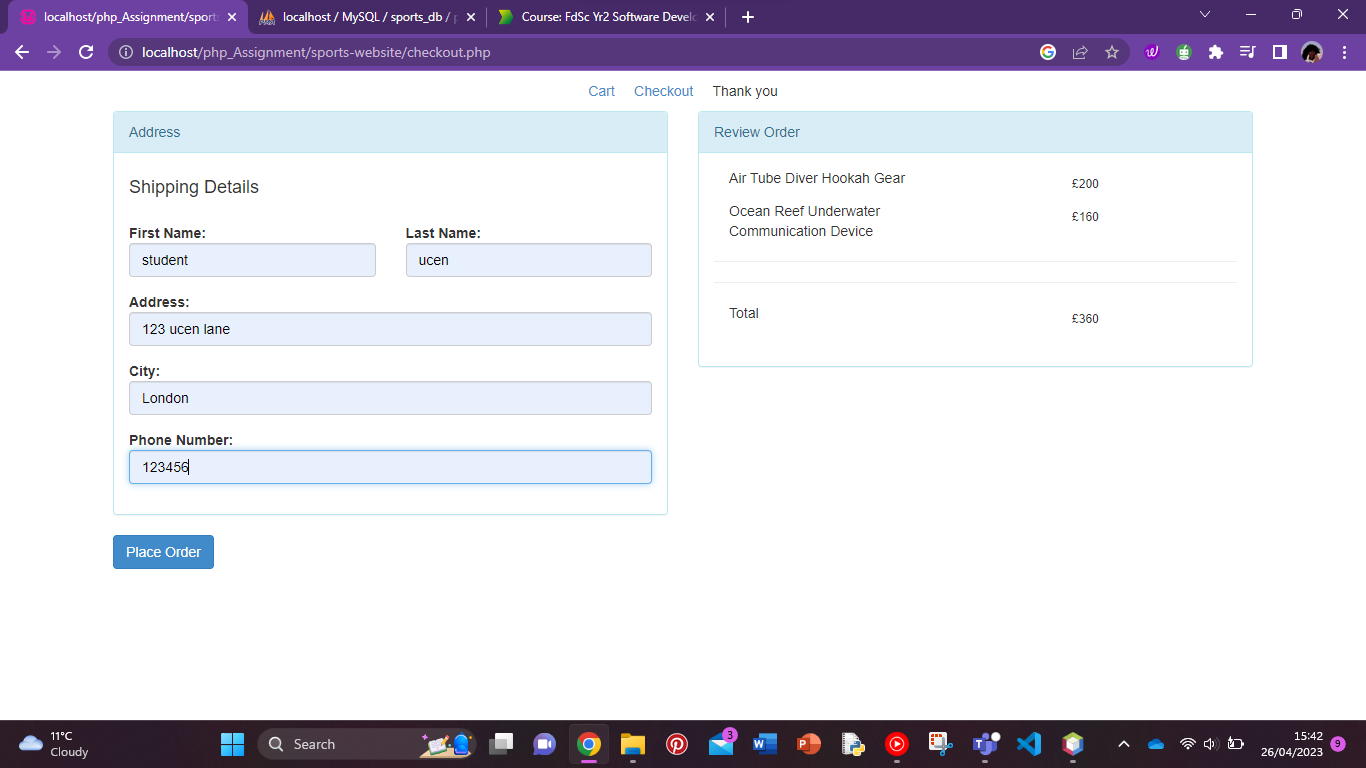 localhost/php_Assignment/sport
localhost / MySQL / sports_db / p
Course: FdSc Yr2 Software Develo
localhost/php_Assignment/sports-website/checkout.php
Cart Checkout Thank you
Address
Shipping Details
First Name: Last Name:
student ucen
Address:
123 ucen lane
City:
London
Phone Number:
123456
Place Order
Review Order
Air Tube Diver Hookah Gear £200
Ocean Reef Underwater £160
Communication Device
Total £360
11°C
Cloudy
Search
3
15:42
26/04/2023
9